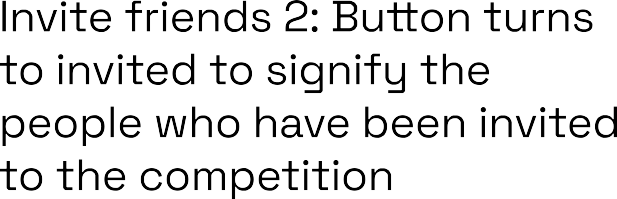 Invite friends 2: Button turns
to invited to signify the
people who have been invited
to the competition